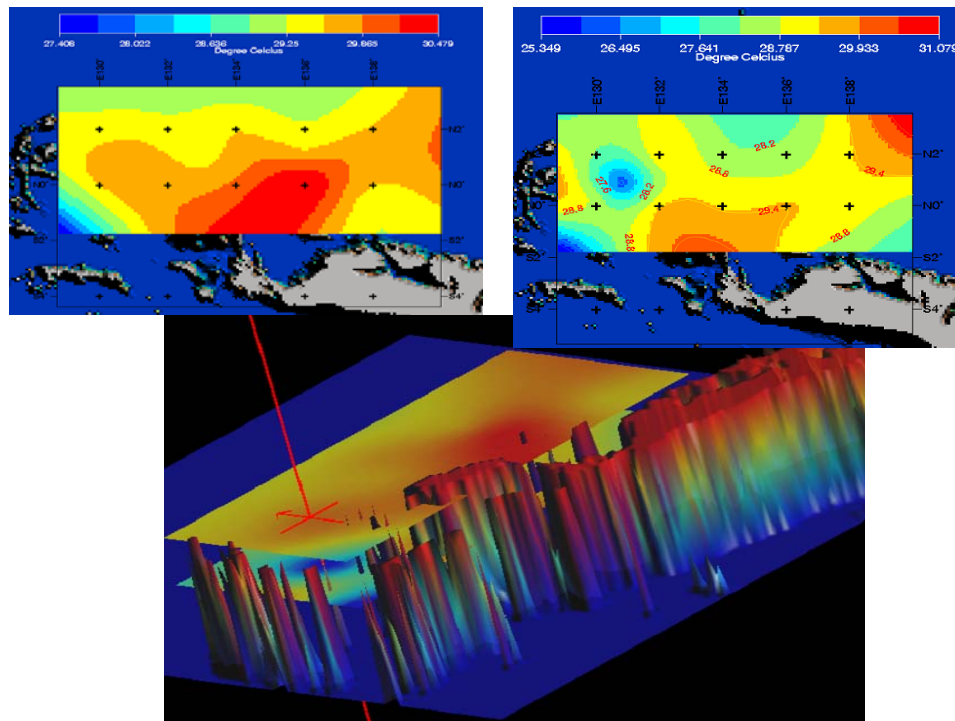 27.408 28.022 28.636 29.25 29.865 30.479
Degree Celcius
E130° E132° E134° E136° E138°
N2°
N0°
S2°
S4°
25.349 26.495 27.641 28.787 29.933 31.079
Degree Celcius
E130° E132° E134° E136° E138°
28.2
N2°
28.8
29.4
27.6 28.2
28.8 29.4
N0°
28.8 28.8
S2°
S4°